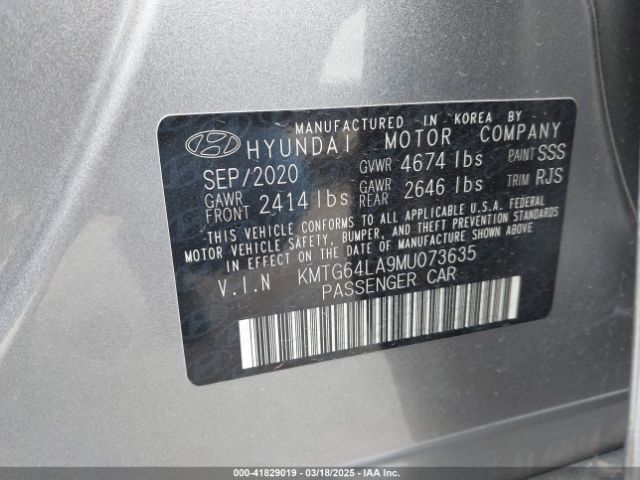 MANUFACTURED IN KOREA BY
HYUNDAI MOTOR COMPANY
SEP/2020 GVWR 4674 lbs PAINT SSS
GAWR FRONT 2414 lbs GAWR REAR 2646 lbs TRIM RJS
THIS VEHICLE CONFORMS TO ALL APPLICABLE U.S.A. FEDERAL
MOTOR VEHICLE SAFETY, BUMPER, AND THEFT PREVENTION STANDARDS
IN EFFECT ON THE DATE OF MANUFACTURE SHOWN ABOVE.
V.I.N KMTG64LA9MU073635
PASSENGER CAR
000-41829019 - 03/18/2025 - IAA Inc.